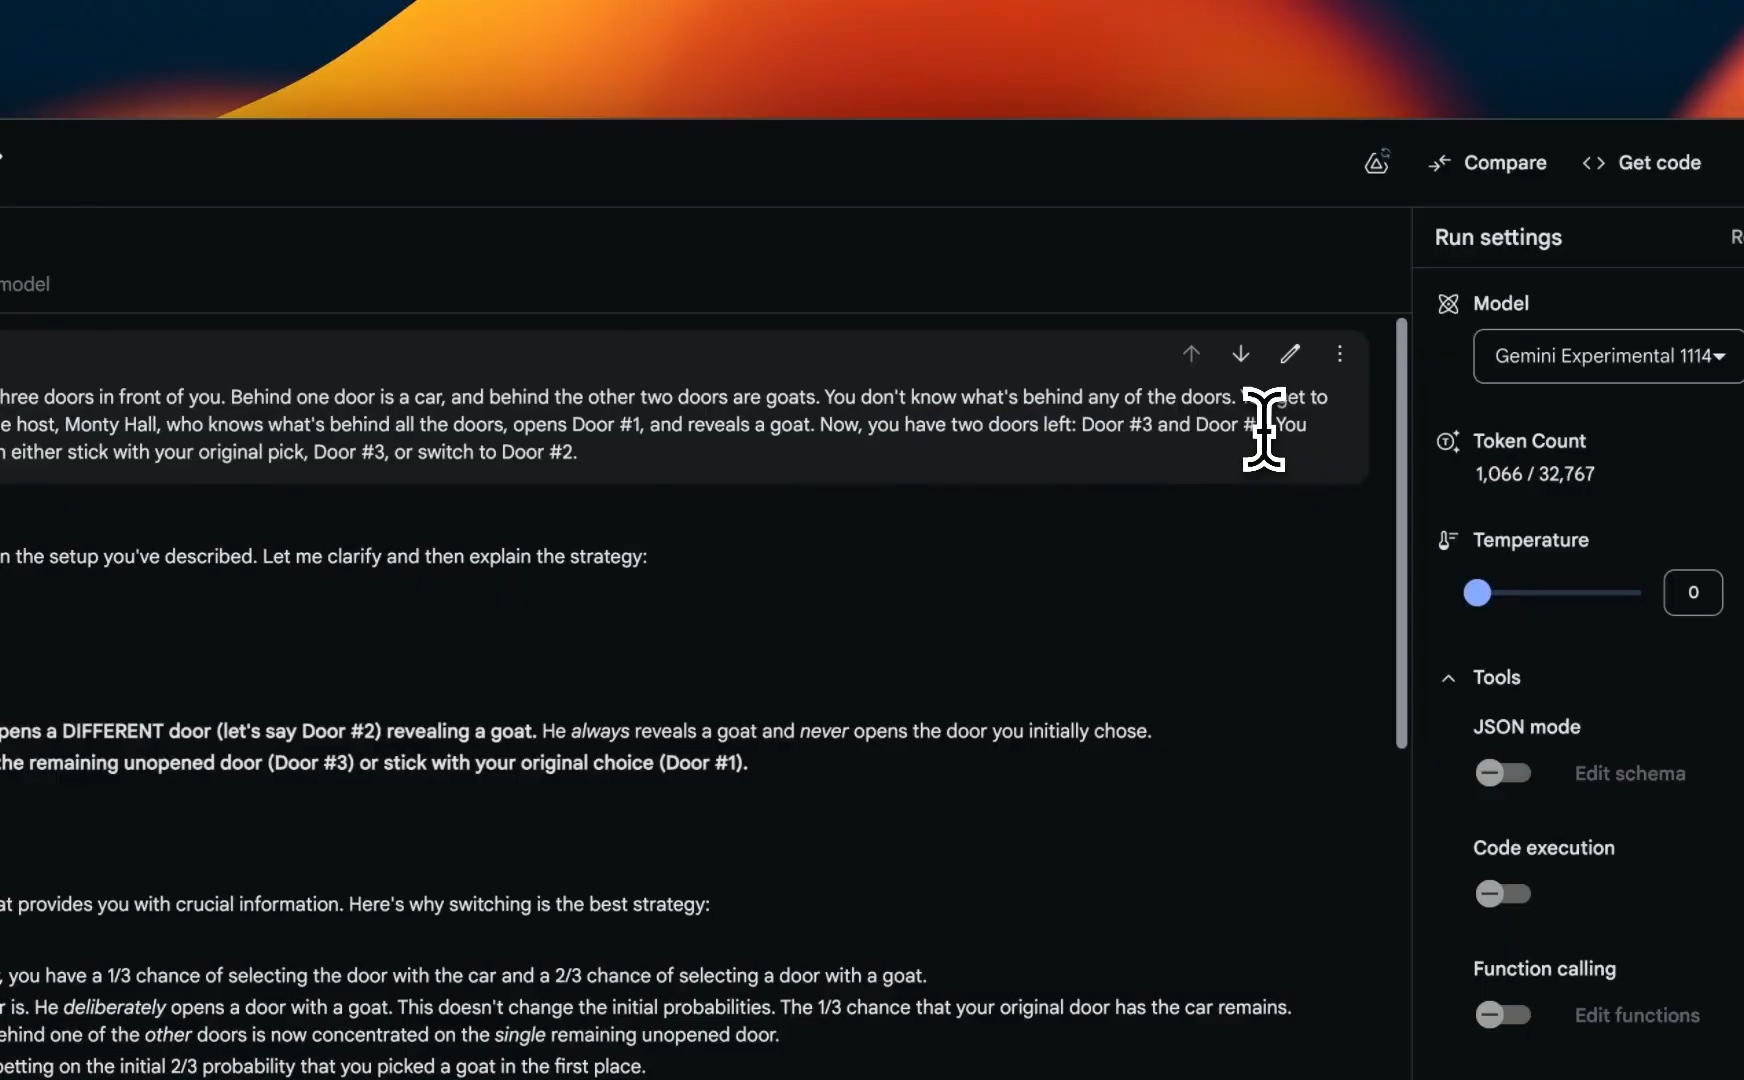 Compare
Get code
Run settings
model
Model
Gemini Experimental 1114
hree doors in front of you. Behind one door is a car, and behind the other two doors are goats. You don't know what's behind any of the doors. get to
e host, Monty Hall, who knows what's behind all the doors, opens Door #1, and reveals a goat. Now, you have two doors left: Door #3 and Door # You
n either stick with your original pick, Door #3, or switch to Door #2.
Token Count
1,066 / 32,767
n the setup you've described. Let me clarify and then explain the strategy:
Temperature
0
Tools
JSON mode
Edit schema
pens a DIFFERENT door (let's say Door #2) revealing a goat. He always reveals a goat and never opens the door you initially chose.
he remaining unopened door (Door #3) or stick with your original choice (Door #1).
Code execution
at provides you with crucial information. Here's why switching is the best strategy:
Function calling
Edit functions
, you have a 1/3 chance of selecting the door with the car and a 2/3 chance of selecting a door with a goat.
r is. He deliberately opens a door with a goat. This doesn't change the initial probabilities. The 1/3 chance that your original door has the car remains.
ehind one of the other doors is now concentrated on the single remaining unopened door.
etting on the initial 2/3 probability that you picked a goat in the first place.